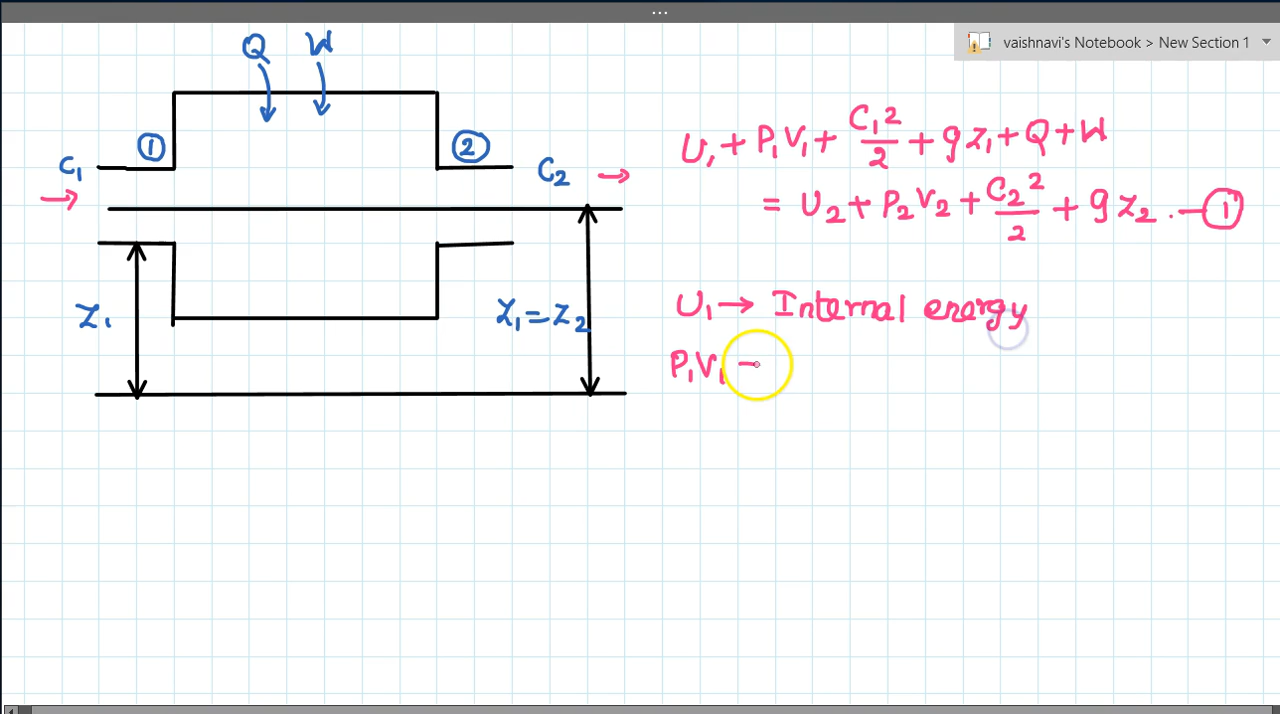 ...
vaishnavi's Notebook > New Section 1
Q W
① ②
C₁ → C₂ →
Z₁ Z₁ = Z₂
U₁ + P₁V₁ + C₁²/2 + gz₁ + Q + W
= U₂ + P₂V₂ + C₂²/2 + gz₂. — ①
U₁ → Internal energy
P₁V₁ –